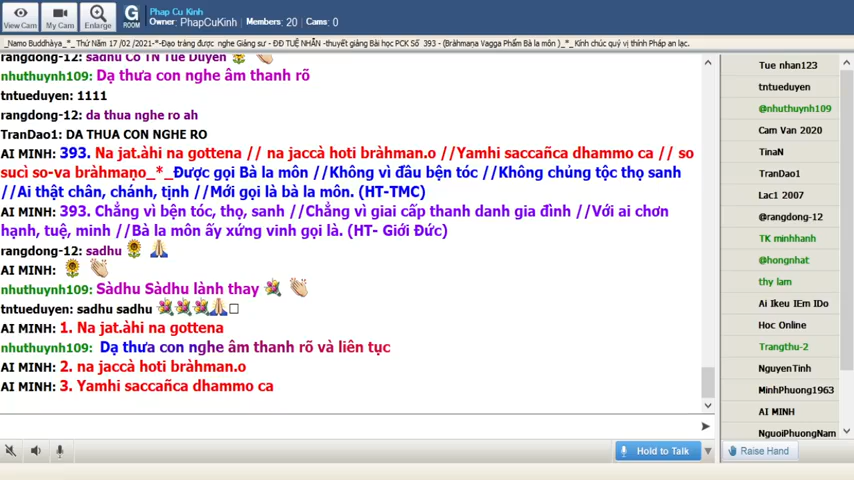 View Cam
My Cam
Enlarge
G
ROOM
Phap Cu Kinh
Owner: PhapCuKinh Members: 20 Cams: 0
_Namo Buddhàya_*_ Thứ Năm 17 /02 /2021-*-Đạo tràng được nghe Giảng sư - ĐĐ TUỆ NHÂN -thuyết giảng Bài học PCK Số 393 - (Bràhmaṇa Vagga Phẩm Bà la môn )_*_ Kính chúc quý vị thính Pháp an lạc.
rangdong-12: sadhu Cô TN Tuệ Duyên
nhuthuynh109: Dạ thưa con nghe âm thanh rõ
tntueduyen: 1111
rangdong-12: da thua nghe ro ah
TranDao1: DA THUA CON NGHE RO
AI MINH: 393. Na jat.àhi na gottena // na jaccà hoti bràhman.o //Yamhi saccañca dhammo ca // so
sucì so-va bràhmaṇo_*_Được gọi Bà la môn //Không vì đầu bện tóc //Không chủng tộc thọ sanh
//Ai thật chân, chánh, tịnh //Mới gọi là bà la môn. (HT-TMC)
AI MINH: 393. Chẳng vì bện tóc, thọ, sanh //Chẳng vì giai cấp thanh danh gia đình //Với ai chơn
hạnh, tuệ, minh //Bà la môn ấy xứng vinh gọi là. (HT- Giới Đức)
rangdong-12: sadhu
AI MINH:
nhuthuynh109: Sàdhu Sàdhu lành thay
tntueduyen: sadhu sadhu
AI MINH: 1. Na jat.àhi na gottena
nhuthuynh109: Dạ thưa con nghe âm thanh rõ và liên tục
AI MINH: 2. na jaccà hoti bràhman.o
AI MINH: 3. Yamhi saccañca dhammo ca
Hold to Talk
Tue nhan123
tntueduyen
@nhuthuynh109
Cam Van 2020
TinaN
TranDao1
Lac1 2007
@rangdong-12
TK minhhanh
@hongnhat
thy lam
Ai Ikeu IEm IDo
Hoc Online
Trangthu-2
NguyenTinh
MinhPhuong1963
AI MINH
NguoiPhuongNam
Raise Hand